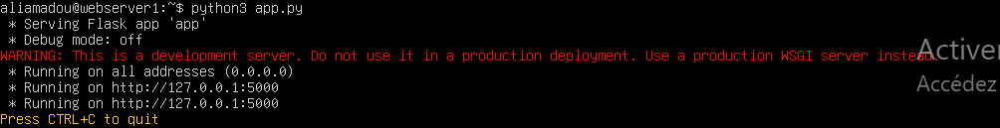 aliamadou@webserver1:~$ python3 app.py
 * Serving Flask app 'app'
 * Debug mode: off
WARNING: This is a development server. Do not use it in a production deployment. Use a production WSGI server instead.
 * Running on all addresses (0.0.0.0)
 * Running on http://127.0.0.1:5000
 * Running on http://127.0.0.1:5000
Press CTRL+C to quit
Activer
Accédez